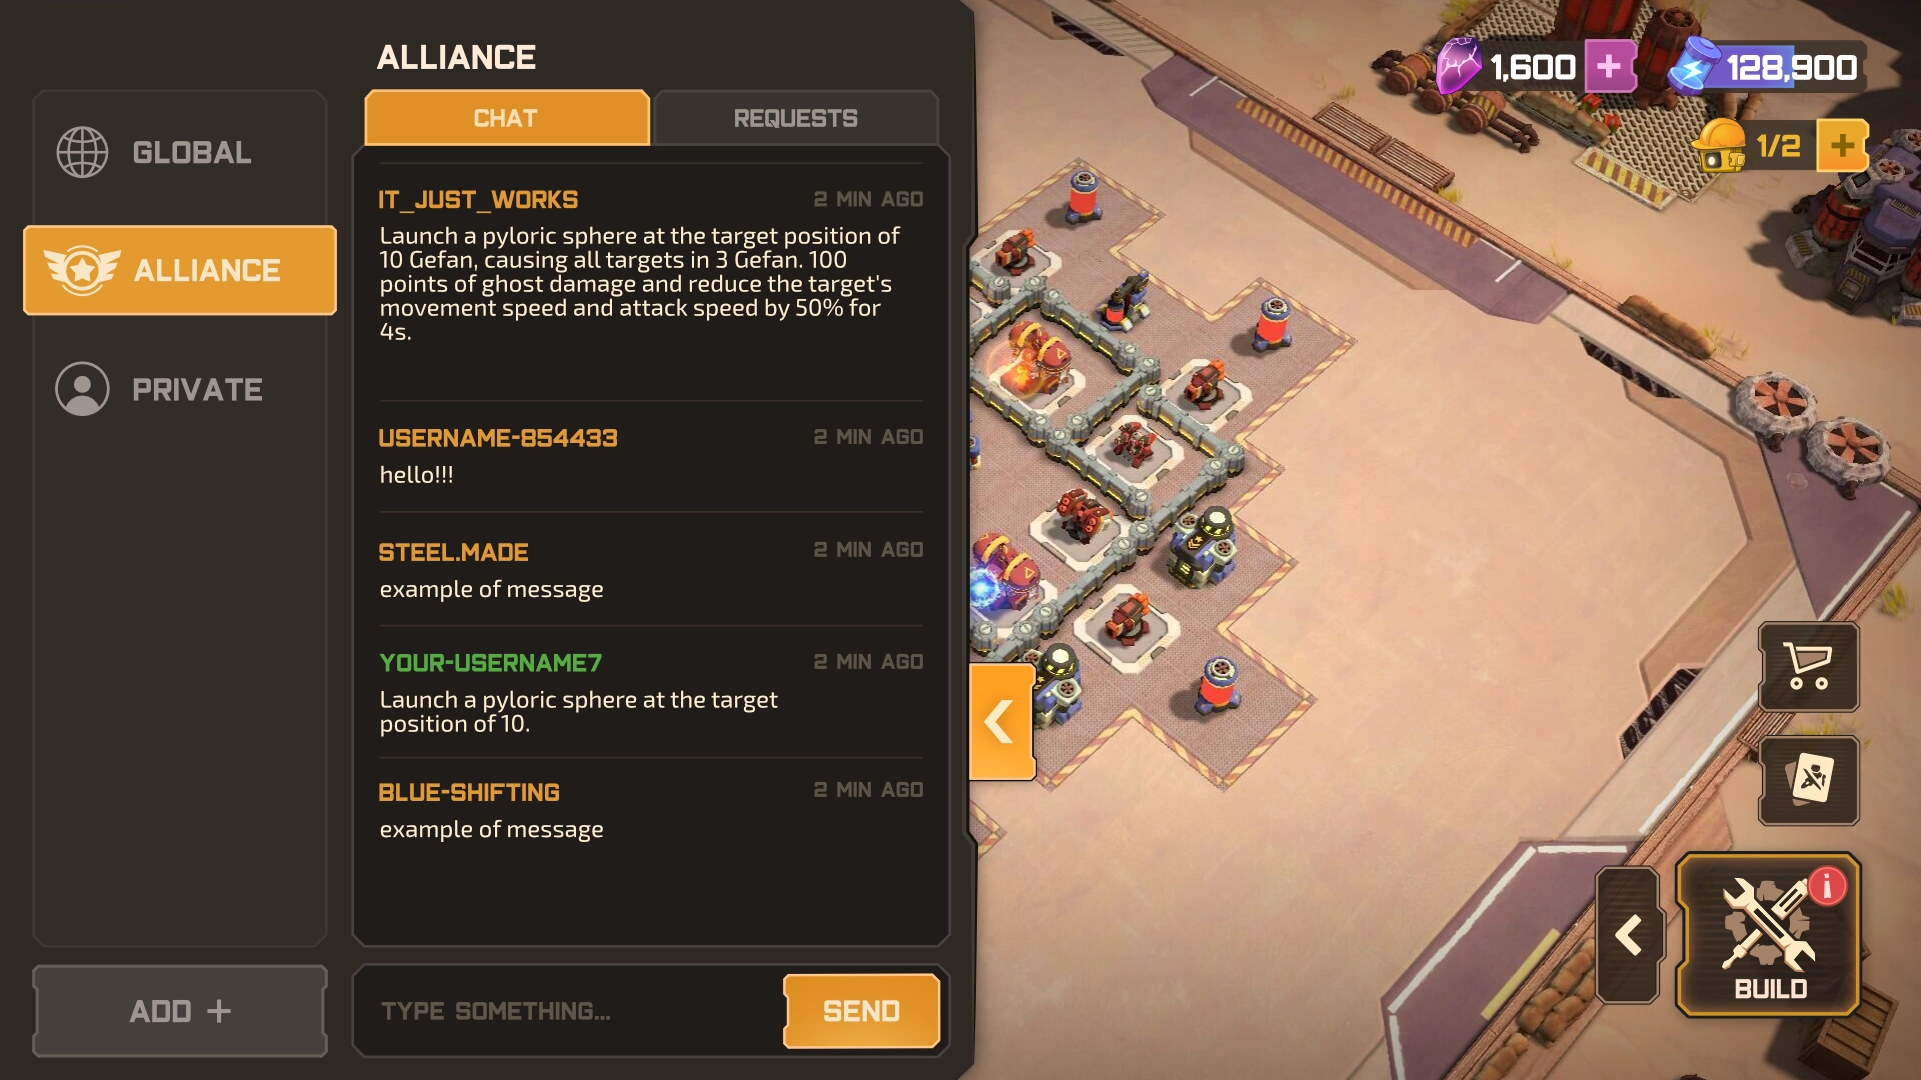 ALLIANCE
CHAT
REQUESTS
GLOBAL
ALLIANCE
PRIVATE
ADD +
IT_JUST_WORKS
2 MIN AGO
Launch a pyloric sphere at the target position of
10 Gefan, causing all targets in 3 Gefan. 100
points of ghost damage and reduce the target's
movement speed and attack speed by 50% for
4s.
USERNAME-854433
2 MIN AGO
hello!!!
STEEL.MADE
2 MIN AGO
example of message
YOUR-USERNAME7
2 MIN AGO
Launch a pyloric sphere at the target
position of 10.
BLUE-SHIFTING
2 MIN AGO
example of message
TYPE SOMETHING...
SEND
1,600
+
128,900
1/2
+
BUILD